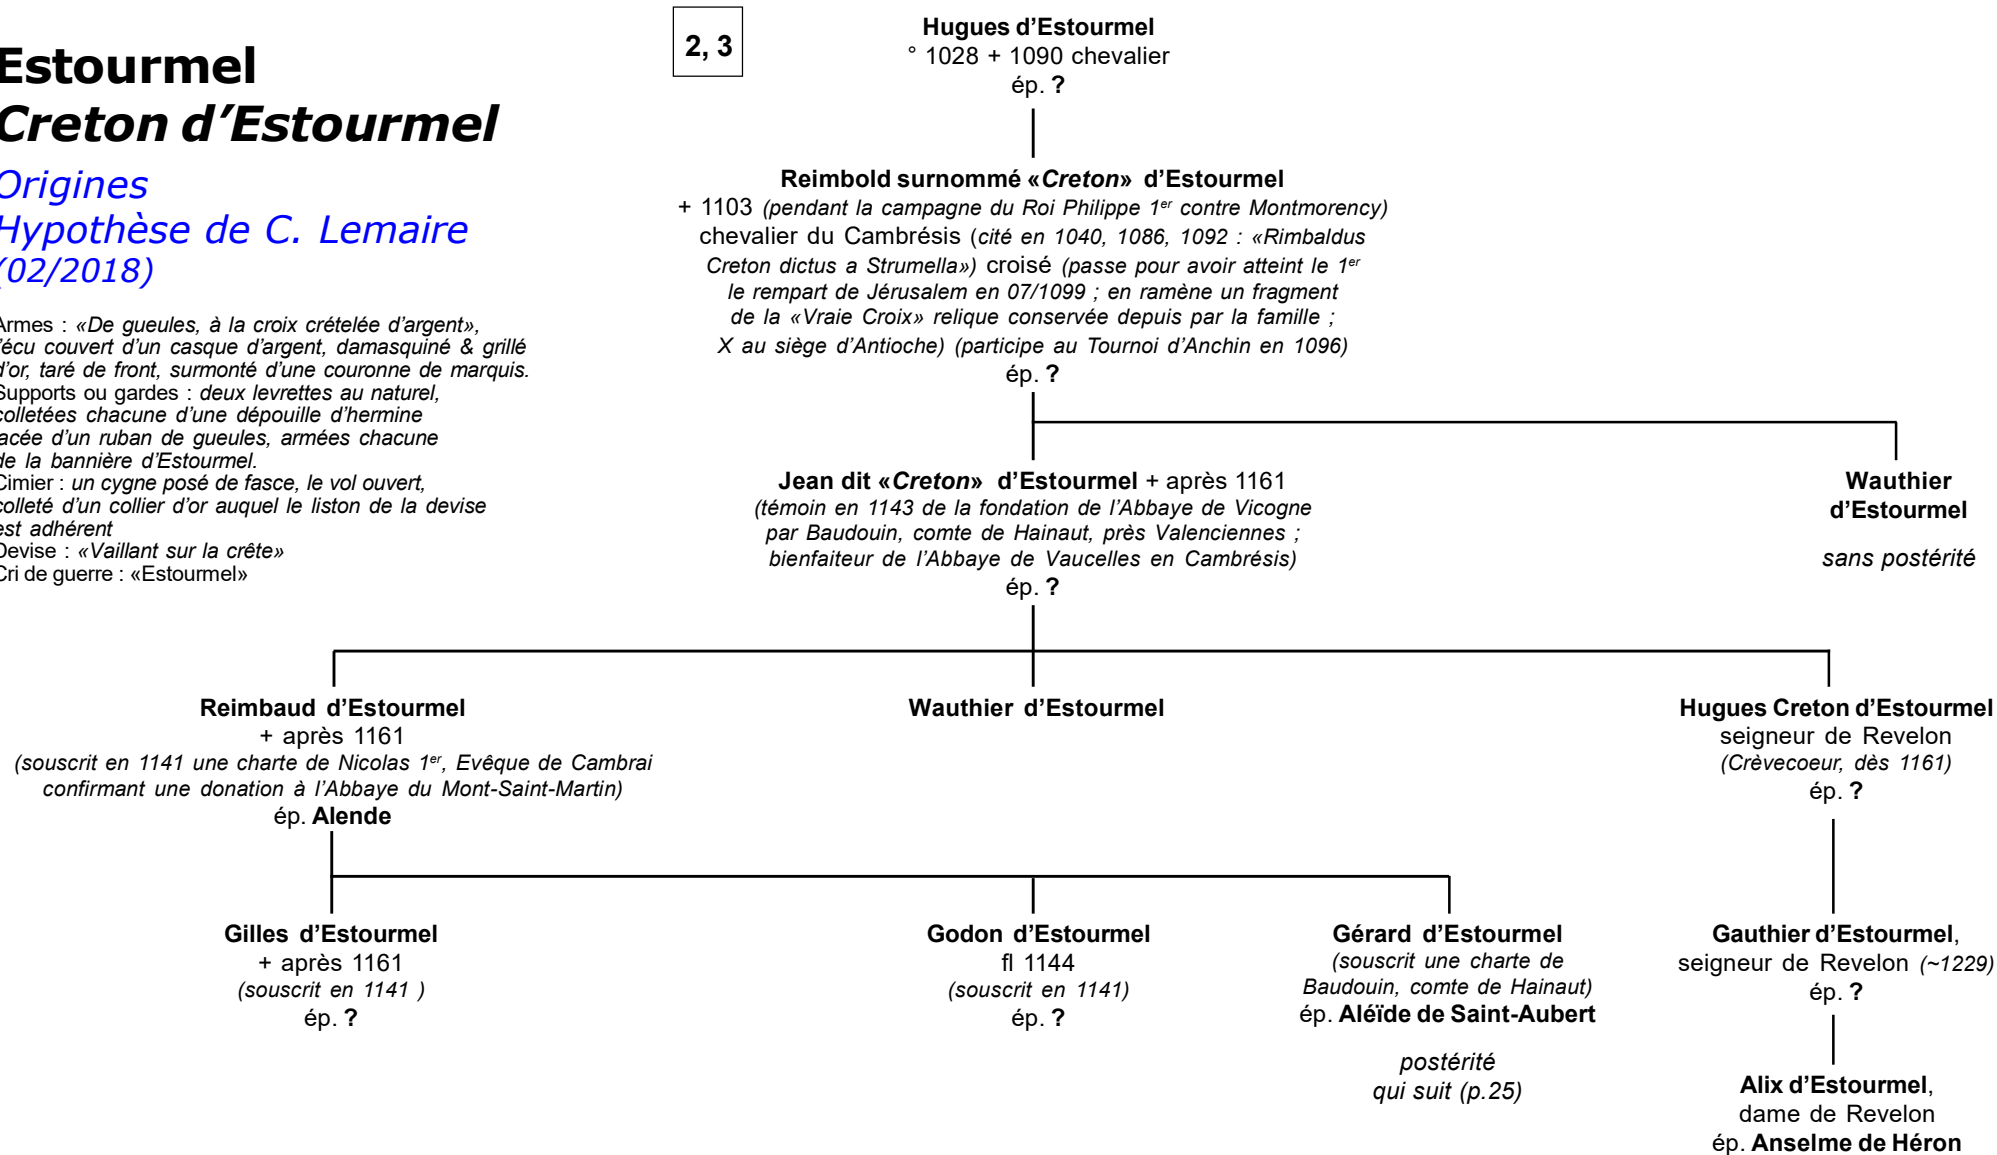 Estourmel
Creton d’Estourmel
Origines
Hypothèse de C. Lemaire
(02/2018)
Armes : «De gueules, à la croix crételée d’argent»,
l’écu couvert d’un casque d’argent, damasquiné & grillé
d’or, taré de front, surmonté d’une couronne de marquis.
Supports ou gardes : deux levrettes au naturel,
colletées chacune d’une dépouille d’hermine
lacée d’un ruban de gueules, armées chacune
de la bannière d’Estourmel.
Cimier : un cygne posé de fasce, le vol ouvert,
colleté d’un collier d’or auquel le liston de la devise
est adhérent
Devise : «Vaillant sur la crête»
Cri de guerre : «Estourmel»
2, 3
Hugues d’Estourmel
° 1028 + 1090 chevalier
ép. ?
Reimbold surnommé «Creton» d’Estourmel
+ 1103 (pendant la campagne du Roi Philippe 1er contre Montmorency)
chevalier du Cambrésis (cité en 1040, 1086, 1092 : «Rimbaldus
Creton dictus a Strumella») croisé (passe pour avoir atteint le 1er
le rempart de Jérusalem en 07/1099 ; en ramène un fragment
de la «Vraie Croix» relique conservée depuis par la famille ;
X au siège d’Antioche) (participe au Tournoi d’Anchin en 1096)
ép. ?
Jean dit «Creton» d’Estourmel + après 1161
(témoin en 1143 de la fondation de l’Abbaye de Vicogne
par Baudouin, comte de Hainaut, près Valenciennes ;
bienfaiteur de l’Abbaye de Vaucelles en Cambrésis)
ép. ?
Wauthier
d’Estourmel
sans postérité
Reimbaud d’Estourmel
+ après 1161
(souscrit en 1141 une charte de Nicolas 1er, Evêque de Cambrai
confirmant une donation à l’Abbaye du Mont-Saint-Martin)
ép. Alende
Wauthier d’Estourmel
Hugues Creton d’Estourmel
seigneur de Revelon
(Crèvecoeur, dès 1161)
ép. ?
Gilles d’Estourmel
+ après 1161
(souscrit en 1141 )
ép. ?
Godon d’Estourmel
fl 1144
(souscrit en 1141)
ép. ?
Gérard d’Estourmel
(souscrit une charte de
Baudouin, comte de Hainaut)
ép. Aléïde de Saint-Aubert
postérité
qui suit (p.25)
Gauthier d’Estourmel,
seigneur de Revelon (~1229)
ép. ?
Alix d’Estourmel,
dame de Revelon
ép. Anselme de Héron